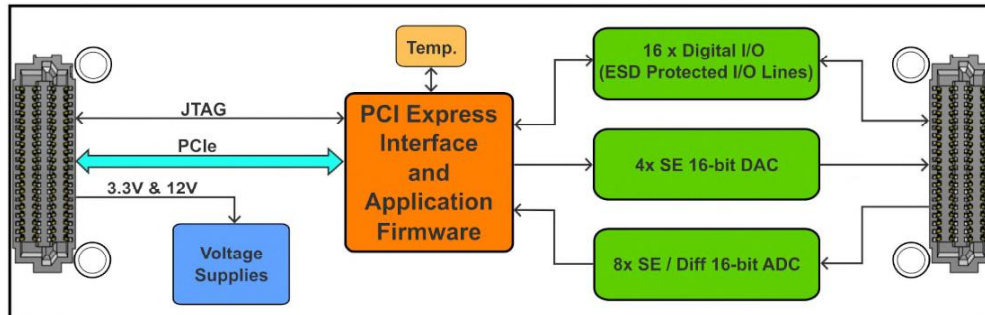 Temp.
16 x Digital I/O
(ESD Protected I/O Lines)
JTAG
PCI Express
Interface
and
Application
Firmware
PCIe
4x SE 16-bit DAC
3.3V & 12V
Voltage
Supplies
8x SE / Diff 16-bit ADC